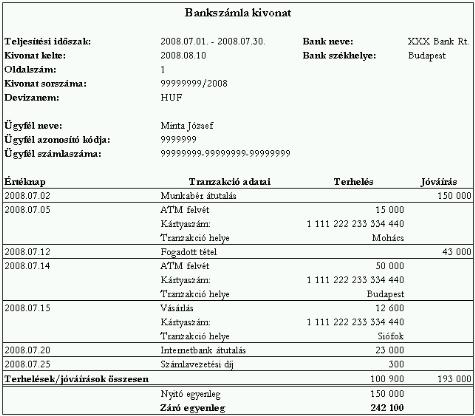 Bankszámla kivonat
Teljesítési időszak: 2008.07.01. - 2008.07.30. Bank neve: XXX Bank Rt.
Kivonat kelte: 2008.08.10 Bank székhelye: Budapest
Oldalszám: 1
Kivonat sorszáma: 99999999/2008
Devizanem: HUF
Ügyfél neve: Minta József
Ügyfél azonosító kódja: 9999999
Ügyfél számlaszáma: 99999999-99999999-99999999
Értéknap Tranzakció adatai Terhelés Jóváírás
2008.07.02 Munkabér átutalás 150 000
2008.07.05 ATM felvét 15 000
Kártyaszám: 1 111 222 233 334 440
Tranzakció helye Mohács
2008.07.12 Fogadott tétel 43 000
2008.07.14 ATM felvét 50 000
Kártyaszám: 1 111 222 233 334 440
Tranzakció helye Budapest
2008.07.15 Vásárlás 12 600
Kártyaszám: 1 111 222 233 334 440
Tranzakció helye Siófok
2008.07.20 Internetbank átutalás 23 000
2008.07.25 Számlavezetési díj 300
Terhelések/jóváírások összesen 100 900 193 000
Nyitó egyenleg 150 000
Záró egyenleg 242 100